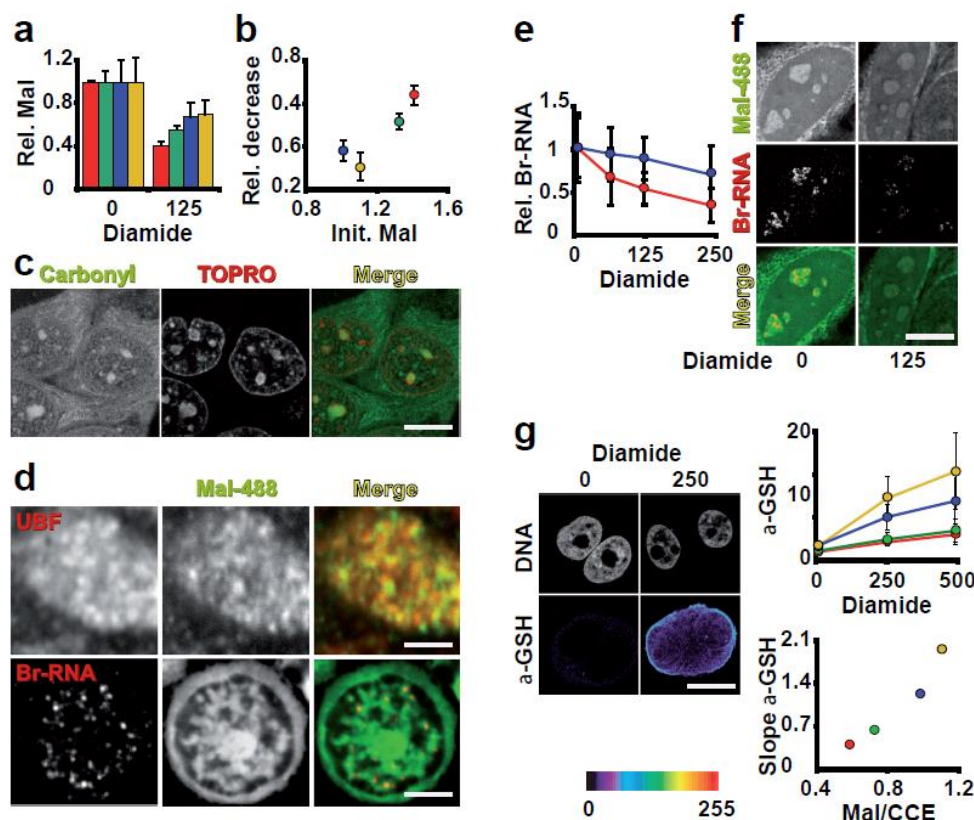 a
Rel. Mal
1.2
0.8
0.4
0
0
125
Diamide
b
Rel. decrease
0.8
0.4
0.6
0.2
0.8
1.2
1.6
Init. Mal
c
Carbonyl
TOPRO
Merge
d
Mal-488
Merge
UBF
Br-RNA
e
Rel. Br-RNA
1.5
1
0.5
0
0
125
250
Diamide
f
Mal-488
Br-RNA
Merge
Diamide
0
125
g
Diamide
0
250
DNA
a-GSH
0
255
a-GSH
20
10
0
0
250
500
Diamide
Slope a-GSH
2.1
1.4
0.7
0
0.4
0.8
1.2
Mal/CCE